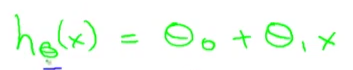 hθ(x) = θ₀ + θ₁x